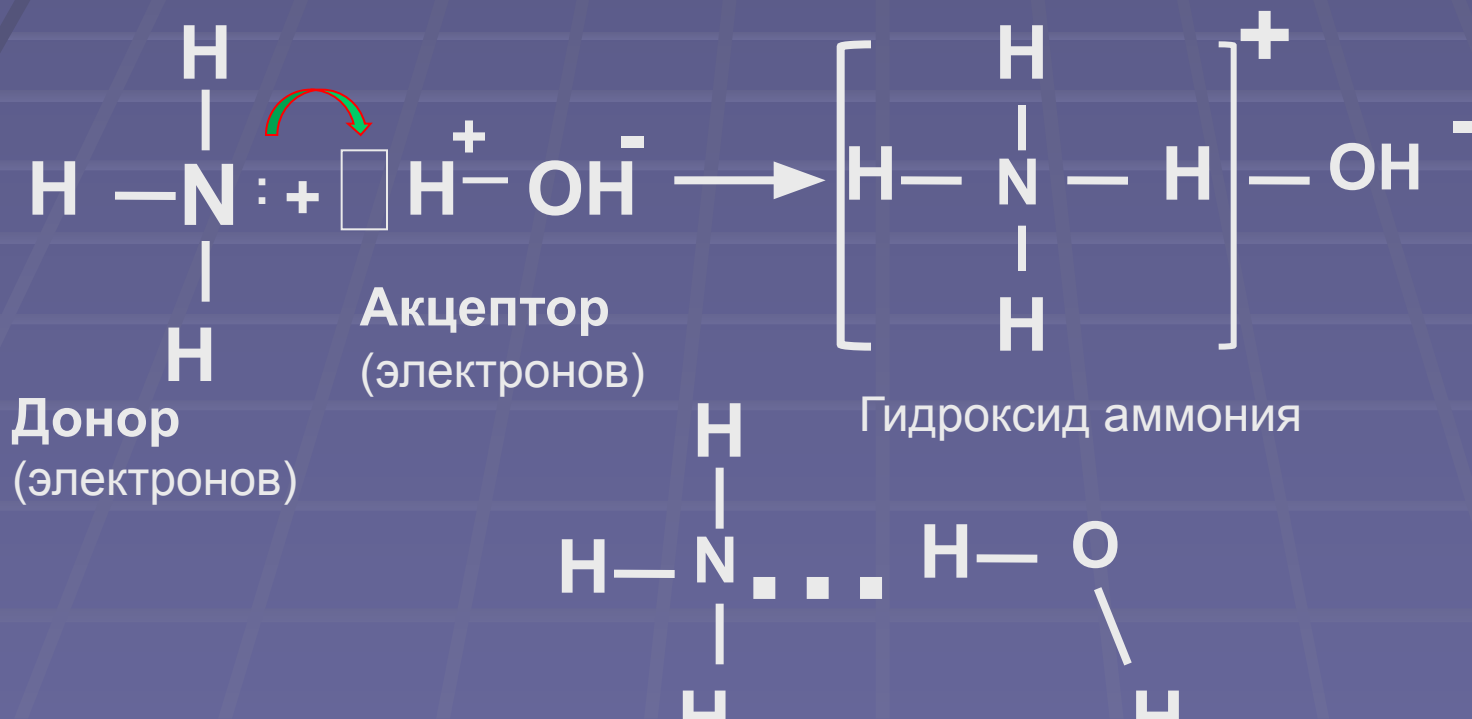 H H +
H — N : + H + — OH - → [ H — N — H ] — OH -
H H
Акцептор
(электронов)
Донор
(электронов)
Гидроксид аммония
H
H — N ... H — O
H H